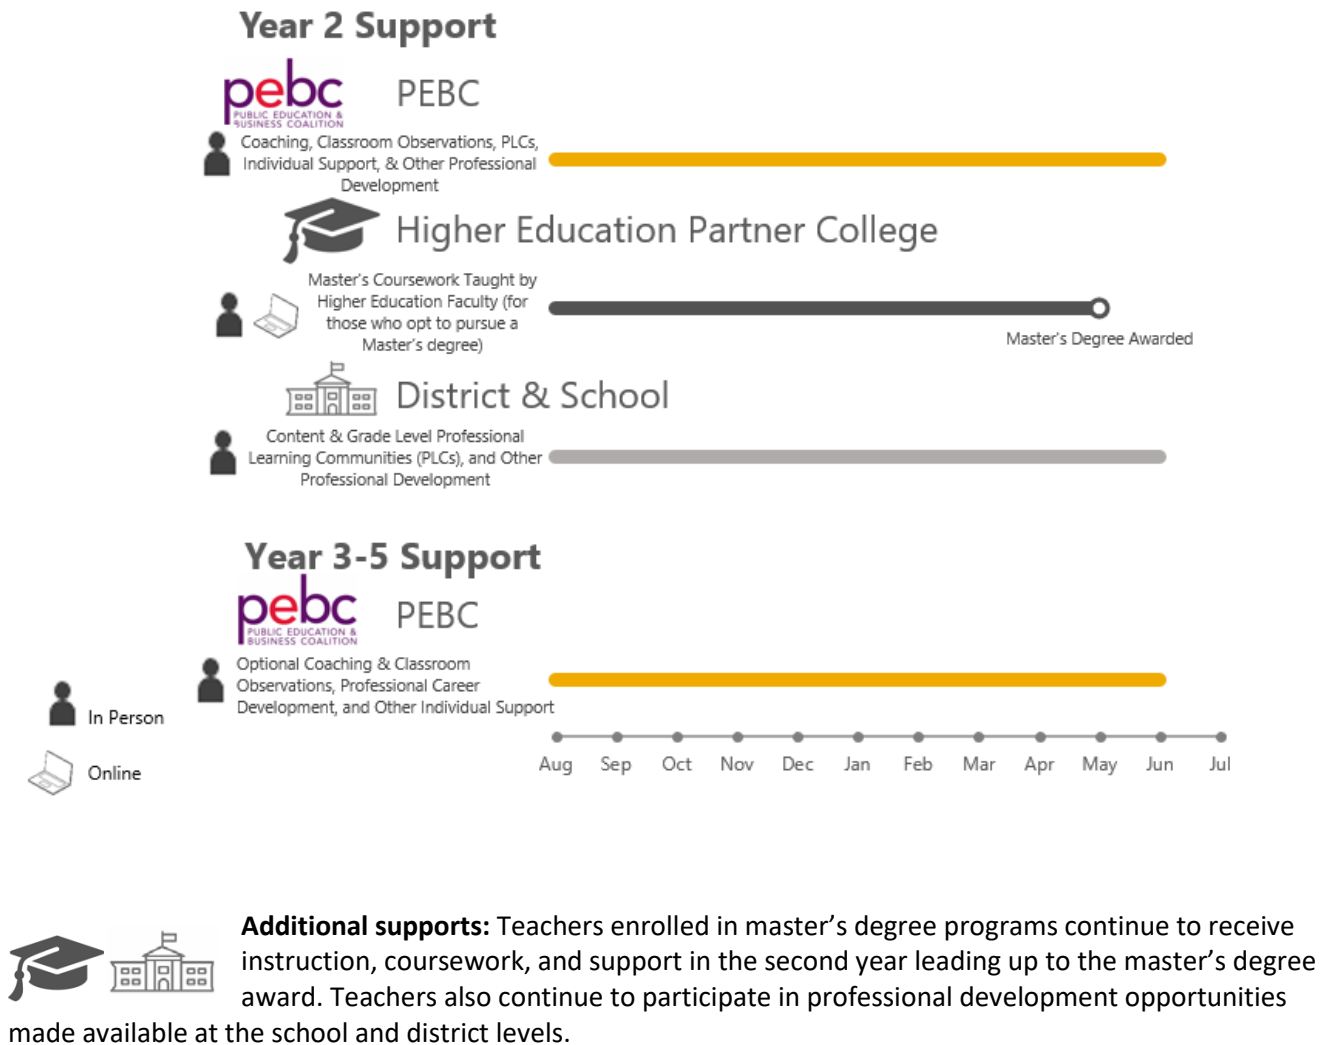 Year 2 Support
pebc
PUBLIC EDUCATION &
BUSINESS COALITION
PEBC
Coaching, Classroom Observations, PLCs,
Individual Support, & Other Professional
Development
Higher Education Partner College
Master's Coursework Taught by
Higher Education Faculty (for
those who opt to pursue a
Master's degree)
Master's Degree Awarded
District & School
Content & Grade Level Professional
Learning Communities (PLCs), and Other
Professional Development
Year 3-5 Support
pebc
PUBLIC EDUCATION &
BUSINESS COALITION
PEBC
Optional Coaching & Classroom
Observations, Professional Career
Development, and Other Individual Support
In Person
Online
Aug Sep Oct Nov Dec Jan Feb Mar Apr May Jun Jul
Additional supports: Teachers enrolled in master’s degree programs continue to receive
instruction, coursework, and support in the second year leading up to the master’s degree
award. Teachers also continue to participate in professional development opportunities
made available at the school and district levels.